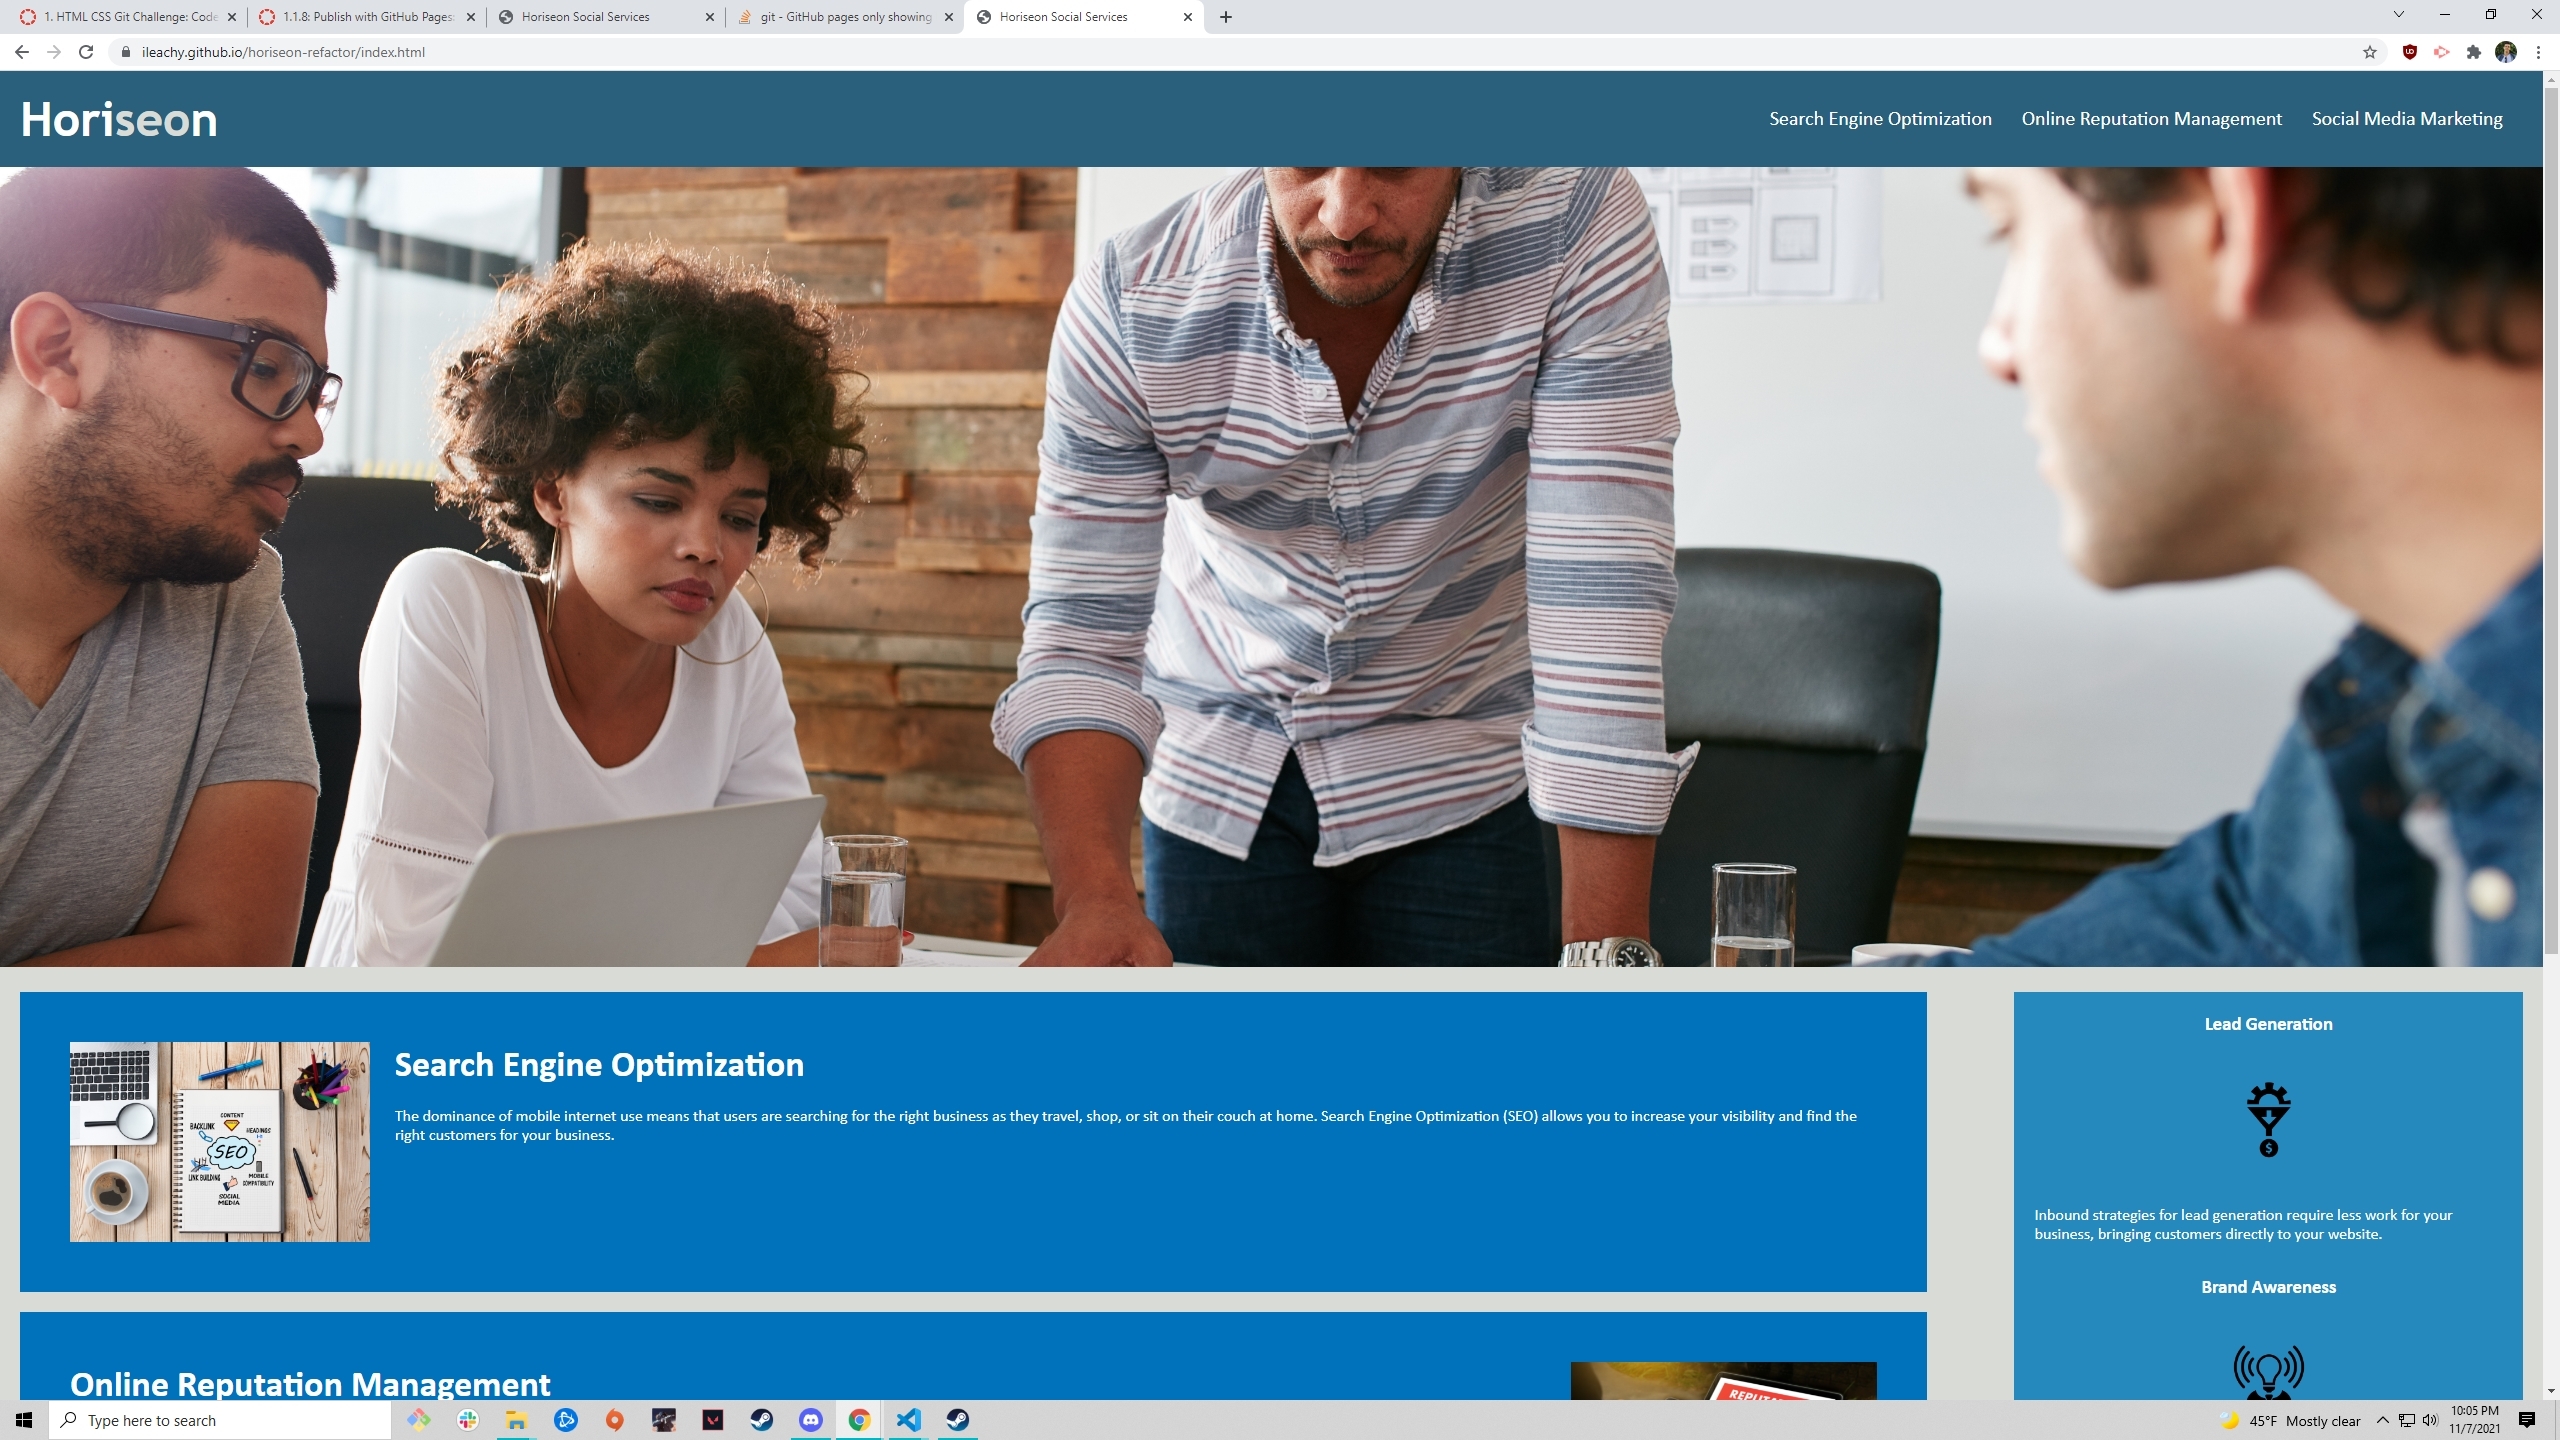 1. HTML CSS Git Challenge: Code
1.1.8: Publish with GitHub Pages:
Horiseon Social Services
git - GitHub pages only showing
Horiseon Social Services
ileachy.github.io/horiseon-refactor/index.html
Horiseon
Search Engine Optimization
Online Reputation Management
Social Media Marketing
Search Engine Optimization
The dominance of mobile internet use means that users are searching for the right business as they travel, shop, or sit on their couch at home. Search Engine Optimization (SEO) allows you to increase your visibility and find the
right customers for your business.
CONTENT
BACKLINK
HEADINGS
SEO
LINK BUILDING
MOBILE
COMPATIBILITY
SOCIAL
MEDIA
Lead Generation
$
Inbound strategies for lead generation require less work for your
business, bringing customers directly to your website.
Brand Awareness
Online Reputation Management
Type here to search
45°F Mostly clear
10:05 PM
11/7/2021